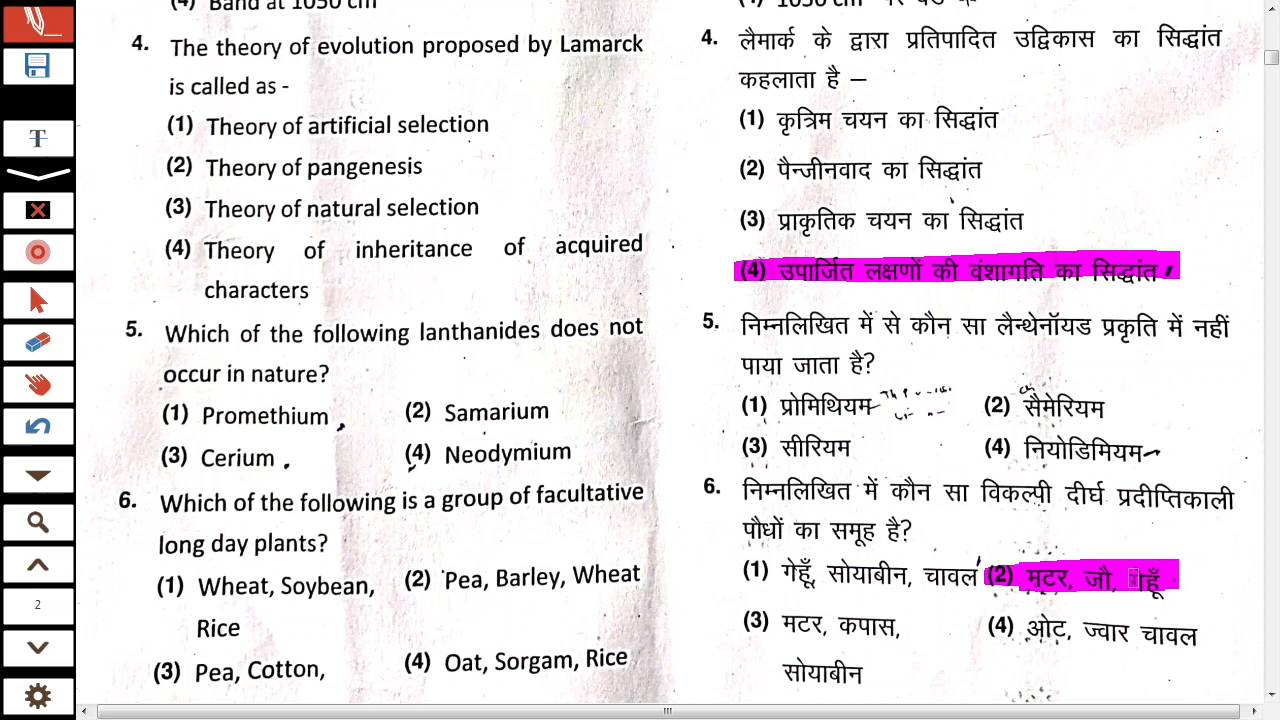 (4) Band at 1050 cm
4. The theory of evolution proposed by Lamarck
is called as -
(1) Theory of artificial selection
(2) Theory of pangenesis
(3) Theory of natural selection
(4) Theory of inheritance of acquired
characters
5. Which of the following lanthanides does not
occur in nature?
(1) Promethium (2) Samarium
(3) Cerium (4) Neodymium
6. Which of the following is a group of facultative
long day plants?
(1) Wheat, Soybean, (2) Pea, Barley, Wheat
Rice
(3) Pea, Cotton, (4) Oat, Sorgam, Rice
4. लैमार्क के द्वारा प्रतिपादित उद्विकास का सिद्धांत
कहलाता है –
(1) कृत्रिम चयन का सिद्धांत
(2) पैन्जीनवाद का सिद्धांत
(3) प्राकृतिक चयन का सिद्धांत
(4) उपार्जित लक्षणों की वंशागति का सिद्धांत
5. निम्नलिखित में से कौन सा लैन्थेनॉयड प्रकृति में नहीं
पाया जाता है?
(1) प्रोमिथियम (2) सैमेरियम
(3) सीरियम (4) नियोडिमियम
6. निम्नलिखित में कौन सा विकल्पी दीर्घ प्रदीप्तिकाली
पौधों का समूह है?
(1) गेहूँ, सोयाबीन, चावल (2) मटर, जौ, गेहूँ
(3) मटर, कपास, (4) ओट, ज्वार चावल
सोयाबीन
2